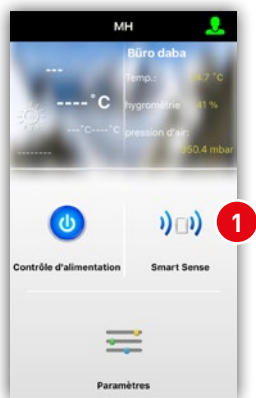 MH
Büro daba
---
Temp.: 24.7 °C
----°C
hygrométrie 41 %
---°C----°C
pression d'air:
950.4 mbar
--------
1
Contrôle d'alimentation
Smart Sense
Paramètres